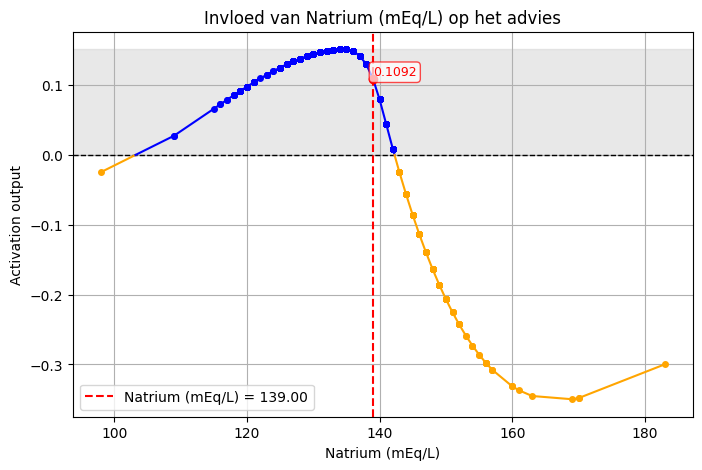 Invloed van Natrium (mEq/L) op het advies
Activation output
0.1
0.0
−0.1
−0.2
−0.3
0.1092
Natrium (mEq/L) = 139.00
100
120
140
160
180
Natrium (mEq/L)